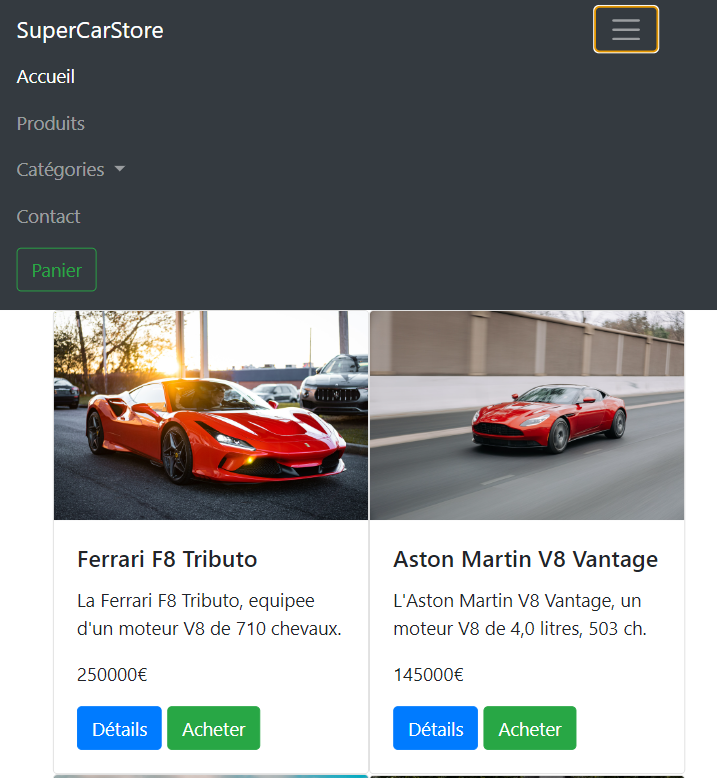 SuperCarStore
Accueil
Produits
Catégories
Contact
Panier
Ferrari F8 Tributo
La Ferrari F8 Tributo, equipee
d'un moteur V8 de 710 chevaux.
250000€
Détails
Acheter
Aston Martin V8 Vantage
L'Aston Martin V8 Vantage, un
moteur V8 de 4,0 litres, 503 ch.
145000€
Détails
Acheter